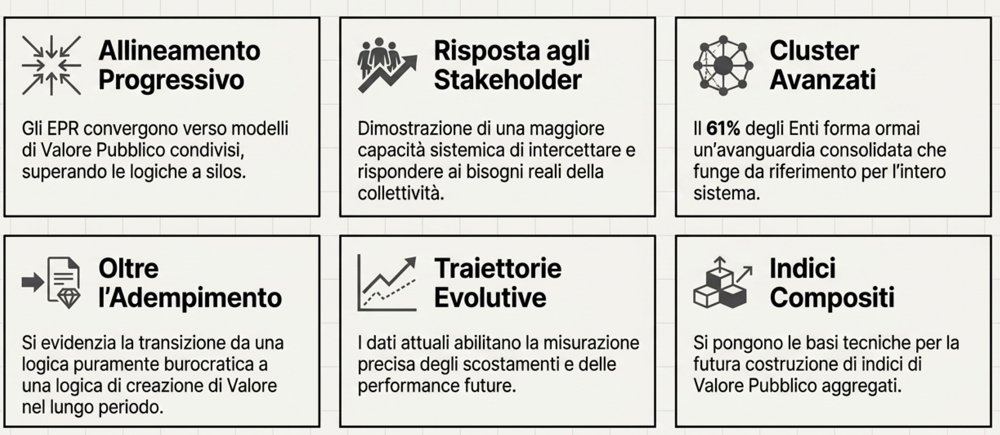 Allineamento
Progressivo
Gli EPR convergono verso modelli
di Valore Pubblico condivisi,
superando le logiche a silos.
Risposta agli
Stakeholder
Dimostrazione di una maggiore
capacità sistemica di intercettare e
rispondere ai bisogni reali della
collettività.
Cluster
Avanzati
Il 61% degli Enti forma ormai
un'avanguardia consolidata che
funge da riferimento per l'intero
sistema.
Oltre
l'Adempimento
Si evidenzia la transizione da una
logica puramente burocratica a
una logica di creazione di Valore
nel lungo periodo.
Traiettorie
Evolutive
I dati attuali abilitano la misurazione
precisa degli scostamenti e delle
performance future.
Indici
Compositi
Si pongono le basi tecniche per la
futura costruzione di indici di
Valore Pubblico aggregati.